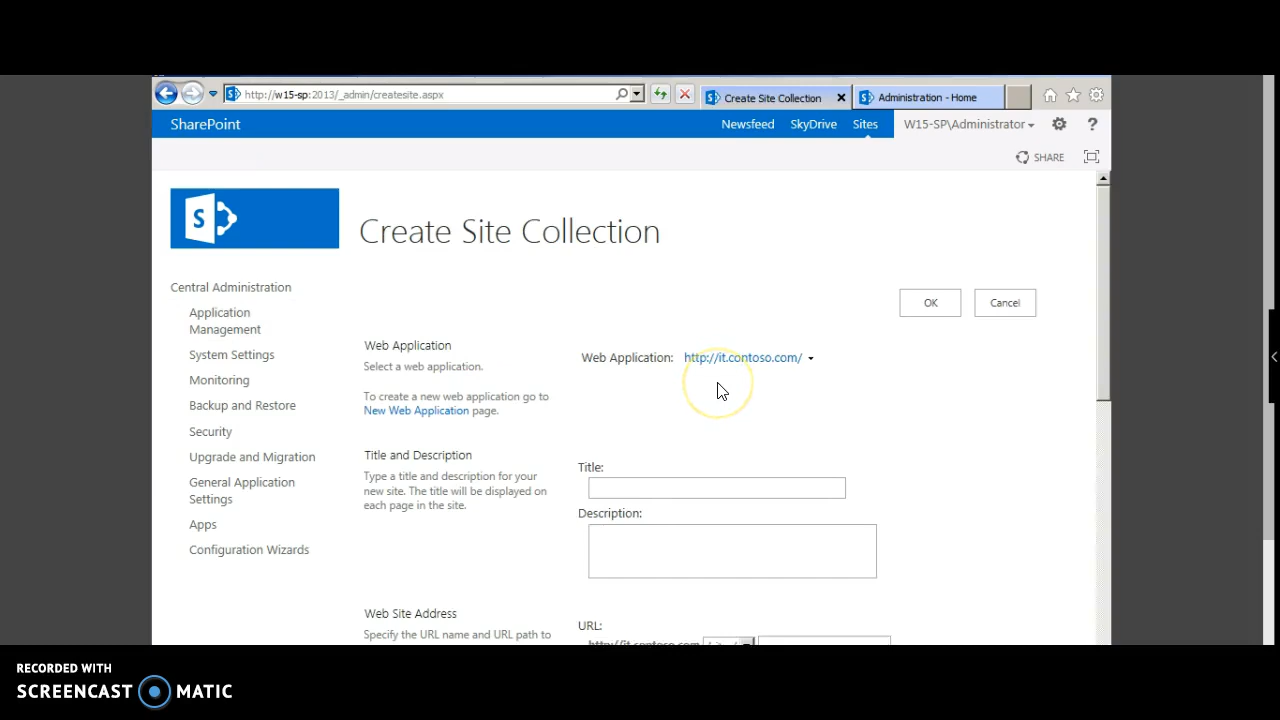 http://w15-sp:2013/_admin/createsite.aspx
Create Site Collection
Administration - Home
SharePoint
Newsfeed
SkyDrive
Sites
W15-SP\Administrator
?
SHARE
S
Create Site Collection
Central Administration
Application
Management
System Settings
Monitoring
Backup and Restore
Security
Upgrade and Migration
General Application
Settings
Apps
Configuration Wizards
OK
Cancel
Web Application
Select a web application.
To create a new web application go to
New Web Application page.
Web Application: http://it.contoso.com/
Title and Description
Type a title and description for your
new site. The title will be displayed on
each page in the site.
Title:
Description:
Web Site Address
Specify the URL name and URL path to
URL:
http://it.contoso.com
RECORDED WITH
SCREENCAST MATIC